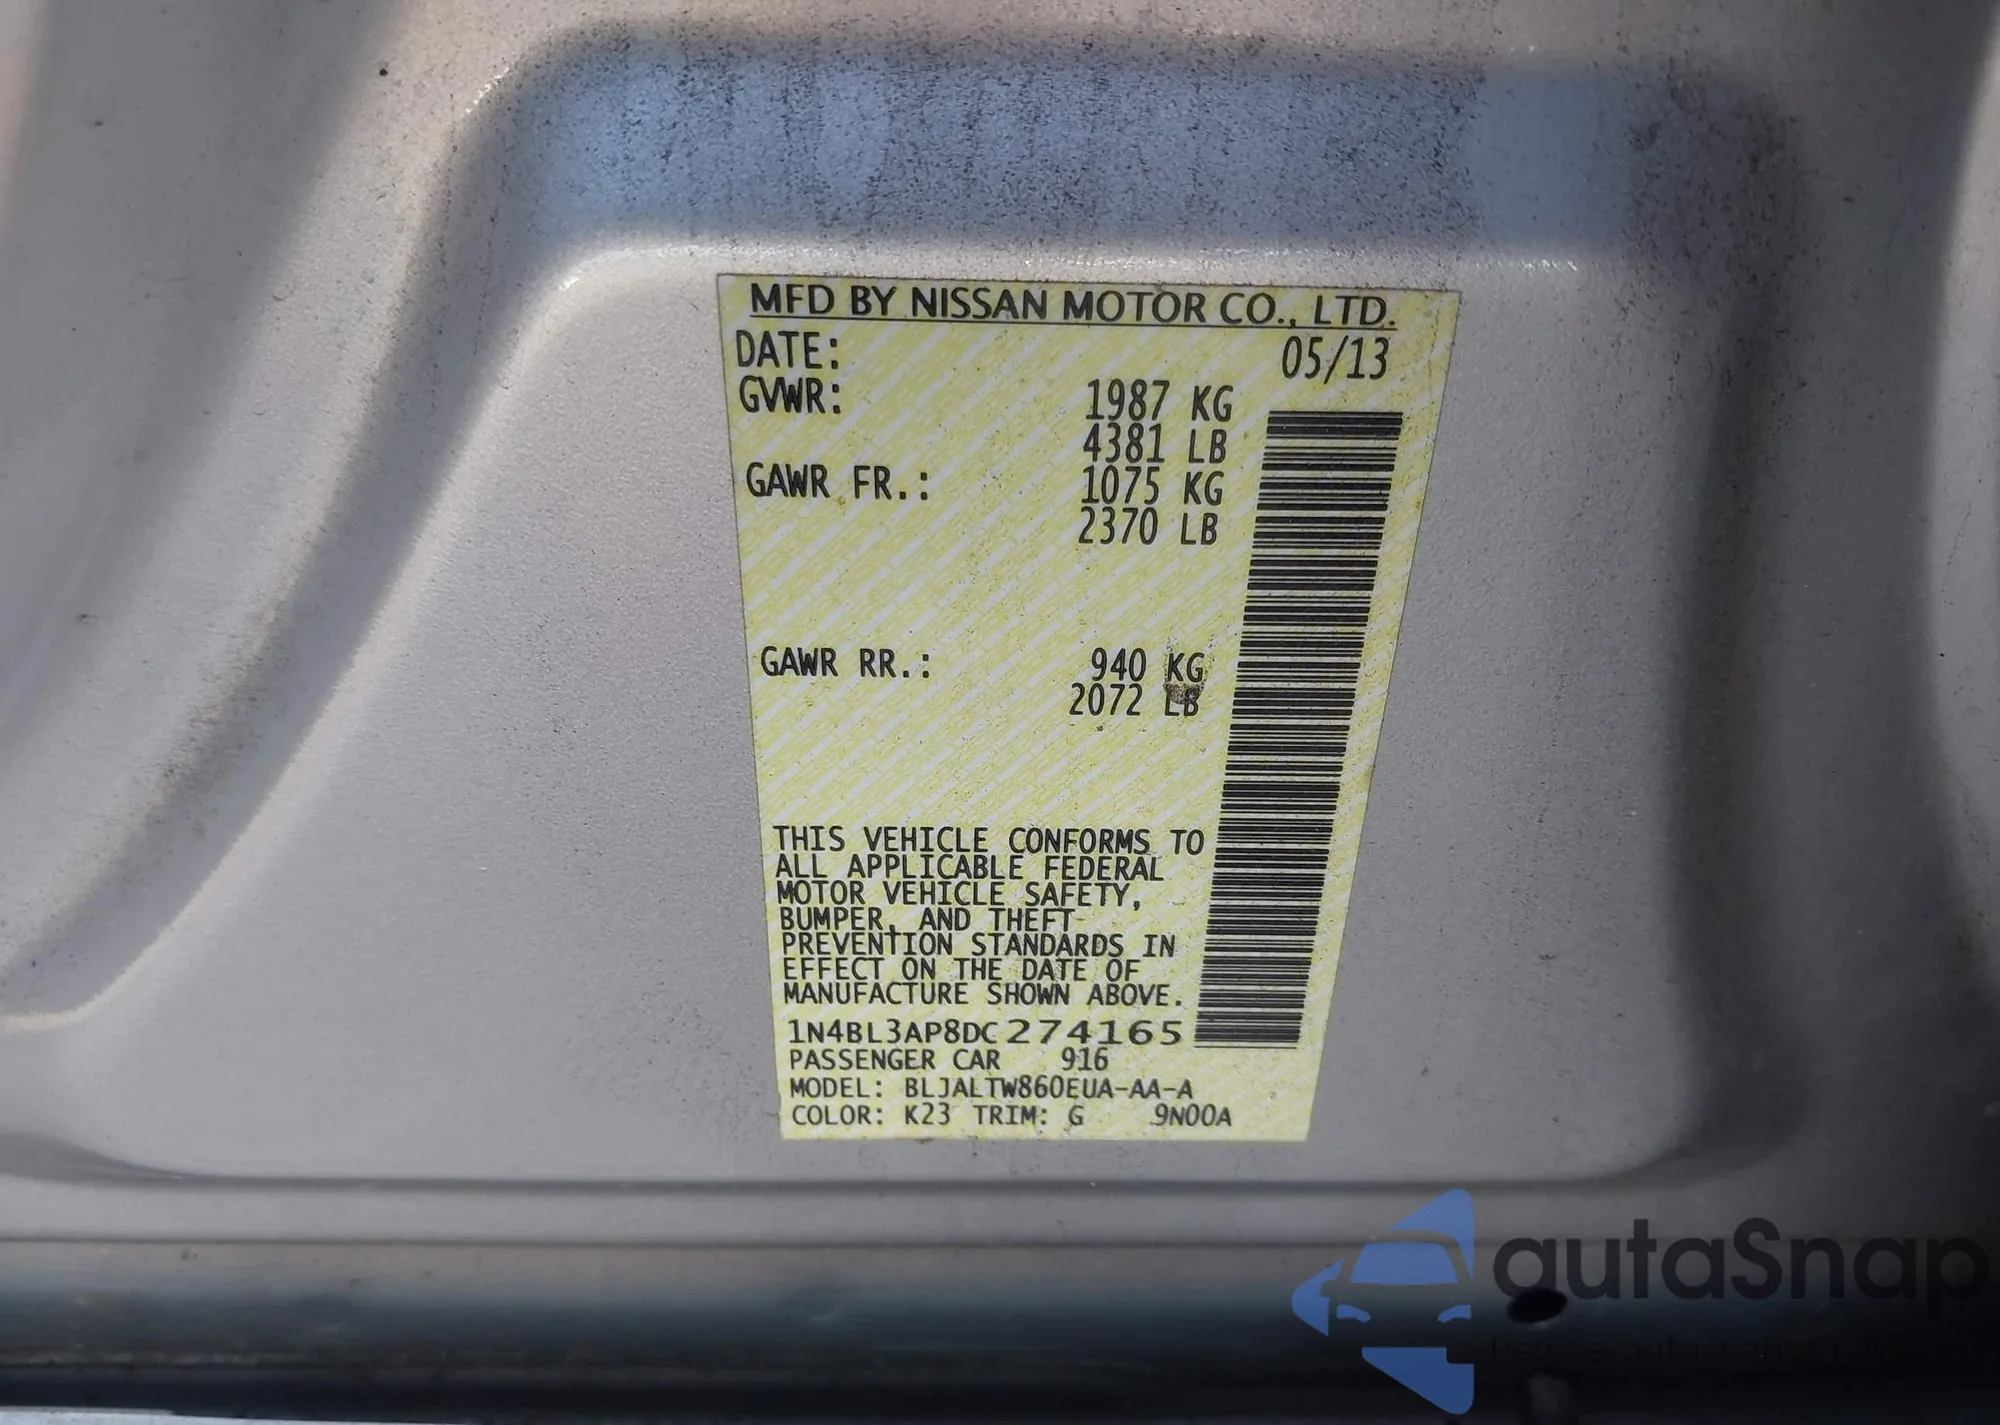 MFD BY NISSAN MOTOR CO., LTD.
DATE: 05/13
GVWR: 1987 KG
4381 LB
GAWR FR.: 1075 KG
2370 LB
GAWR RR.: 940 KG
2072 LB
THIS VEHICLE CONFORMS TO
ALL APPLICABLE FEDERAL
MOTOR VEHICLE SAFETY,
BUMPER, AND THEFT
PREVENTION STANDARDS IN
EFFECT ON THE DATE OF
MANUFACTURE SHOWN ABOVE.
1N4BL3AP8DC274165
PASSENGER CAR 916
MODEL: BLJALTW860EUA-AA-A
COLOR: K23 TRIM: G 9N00A
autaSnap